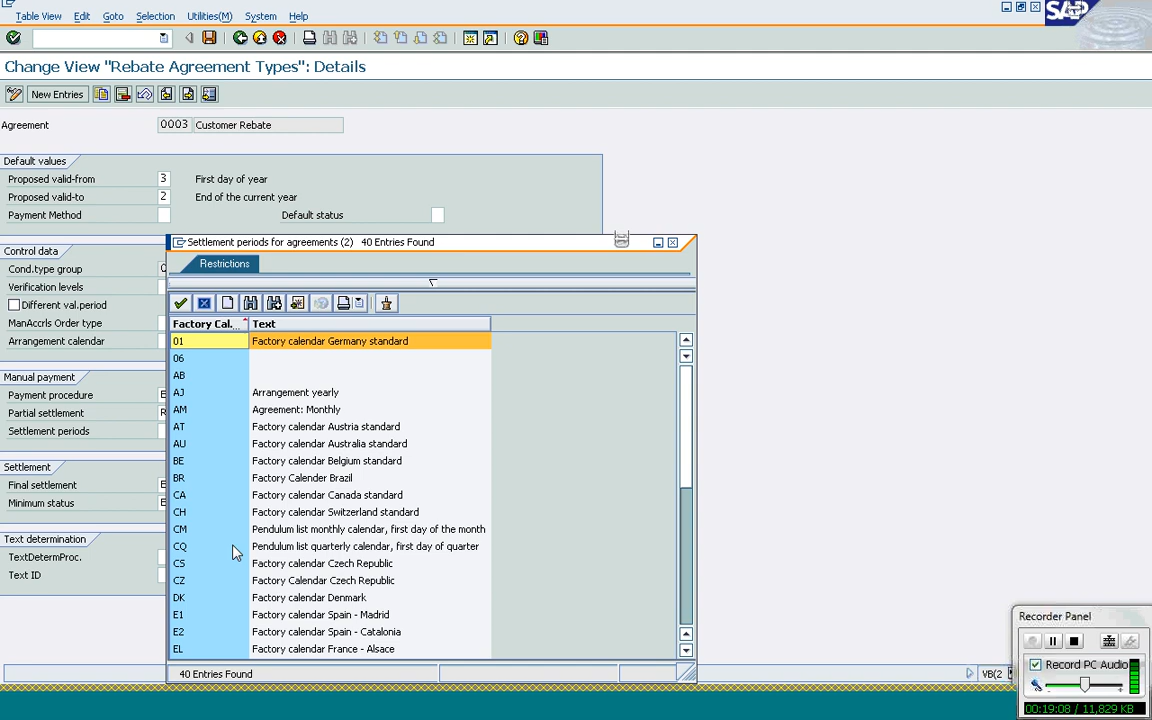 Table View Edit Goto Selection Utilities(M) System Help
SAP
Change View "Rebate Agreement Types": Details
New Entries
Agreement 0003 Customer Rebate
Default values
Proposed valid-from 3 First day of year
Proposed valid-to 2 End of the current year
Payment Method Default status
Control data
Cond.type group
Verification levels
Different val.period
ManAccrls Order type
Arrangement calendar
Manual payment
Payment procedure
Partial settlement
Settlement periods
Settlement
Final settlement
Minimum status
Text determination
TextDetermProc.
Text ID
Settlement periods for agreements (2) 40 Entries Found
Restrictions
Factory Cal... Text
01 Factory calendar Germany standard
06
AB
AJ Arrangement yearly
AM Agreement: Monthly
AT Factory calendar Austria standard
AU Factory calendar Australia standard
BE Factory calendar Belgium standard
BR Factory Calender Brazil
CA Factory calendar Canada standard
CH Factory calendar Switzerland standard
CM Pendulum list monthly calendar, first day of the month
CQ Pendulum list quarterly calendar, first day of quarter
CS Factory calendar Czech Republic
CZ Factory Calendar Czech Republic
DK Factory calendar Denmark
E1 Factory calendar Spain - Madrid
E2 Factory calendar Spain - Catalonia
EL Factory calendar France - Alsace
40 Entries Found
VB(2
Recorder Panel
Record PC Audio
00:19:08 / 11,829 KB